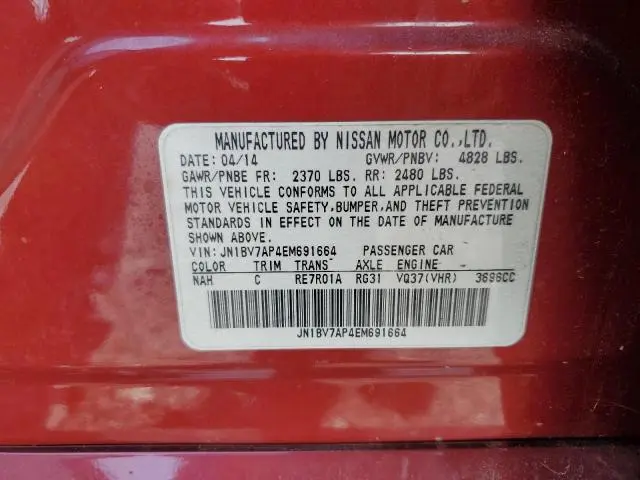 MANUFACTURED BY NISSAN MOTOR CO.,LTD.
DATE: 04/14 GVWR/PNBV: 4828 LBS.
GAWR/PNBE FR: 2370 LBS. RR: 2480 LBS.
THIS VEHICLE CONFORMS TO ALL APPLICABLE FEDERAL
MOTOR VEHICLE SAFETY, BUMPER, AND THEFT PREVENTION
STANDARDS IN EFFECT ON THE DATE OF MANUFACTURE
SHOWN ABOVE.
VIN: JN1BV7AP4EM691664 PASSENGER CAR
COLOR TRIM TRANS AXLE ENGINE
NAH C RE7R01A RG31 VQ37(VHR) 3696CC
JN1BV7AP4EM691664